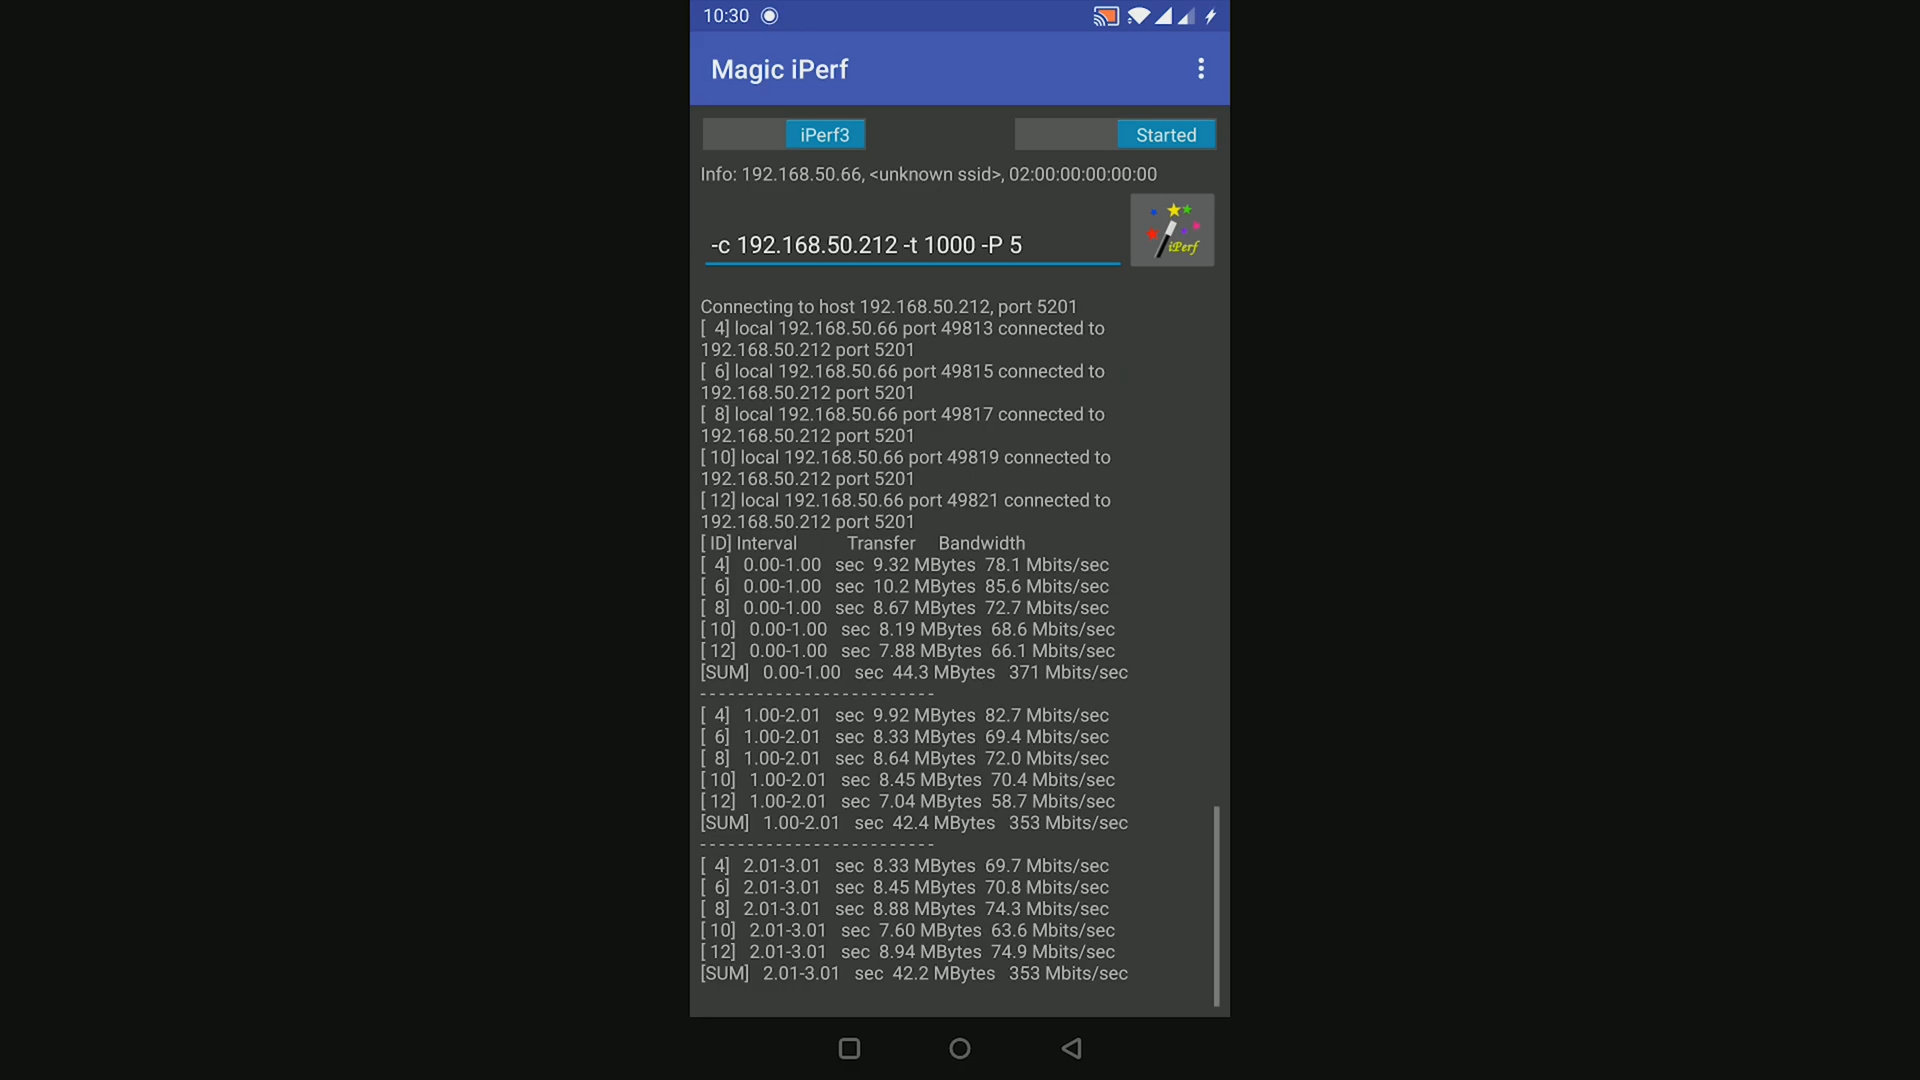 10:30
Magic iPerf
iPerf3
Started
Info: 192.168.50.66, <unknown ssid>, 02:00:00:00:00:00
-c 192.168.50.212 -t 1000 -P 5
iPerf
Connecting to host 192.168.50.212, port 5201
[ 4] local 192.168.50.66 port 49813 connected to
192.168.50.212 port 5201
[ 6] local 192.168.50.66 port 49815 connected to
192.168.50.212 port 5201
[ 8] local 192.168.50.66 port 49817 connected to
192.168.50.212 port 5201
[ 10] local 192.168.50.66 port 49819 connected to
192.168.50.212 port 5201
[ 12] local 192.168.50.66 port 49821 connected to
192.168.50.212 port 5201
[ ID] Interval Transfer Bandwidth
[ 4] 0.00-1.00 sec 9.32 MBytes 78.1 Mbits/sec
[ 6] 0.00-1.00 sec 10.2 MBytes 85.6 Mbits/sec
[ 8] 0.00-1.00 sec 8.67 MBytes 72.7 Mbits/sec
[ 10] 0.00-1.00 sec 8.19 MBytes 68.6 Mbits/sec
[ 12] 0.00-1.00 sec 7.88 MBytes 66.1 Mbits/sec
[SUM] 0.00-1.00 sec 44.3 MBytes 371 Mbits/sec
- - - - - - - - - - - - - - - - - - - - - - - - -
[ 4] 1.00-2.01 sec 9.92 MBytes 82.7 Mbits/sec
[ 6] 1.00-2.01 sec 8.33 MBytes 69.4 Mbits/sec
[ 8] 1.00-2.01 sec 8.64 MBytes 72.0 Mbits/sec
[ 10] 1.00-2.01 sec 8.45 MBytes 70.4 Mbits/sec
[ 12] 1.00-2.01 sec 7.04 MBytes 58.7 Mbits/sec
[SUM] 1.00-2.01 sec 42.4 MBytes 353 Mbits/sec
- - - - - - - - - - - - - - - - - - - - - - - - -
[ 4] 2.01-3.01 sec 8.33 MBytes 69.7 Mbits/sec
[ 6] 2.01-3.01 sec 8.45 MBytes 70.8 Mbits/sec
[ 8] 2.01-3.01 sec 8.88 MBytes 74.3 Mbits/sec
[ 10] 2.01-3.01 sec 7.60 MBytes 63.6 Mbits/sec
[ 12] 2.01-3.01 sec 8.94 MBytes 74.9 Mbits/sec
[SUM] 2.01-3.01 sec 42.2 MBytes 353 Mbits/sec